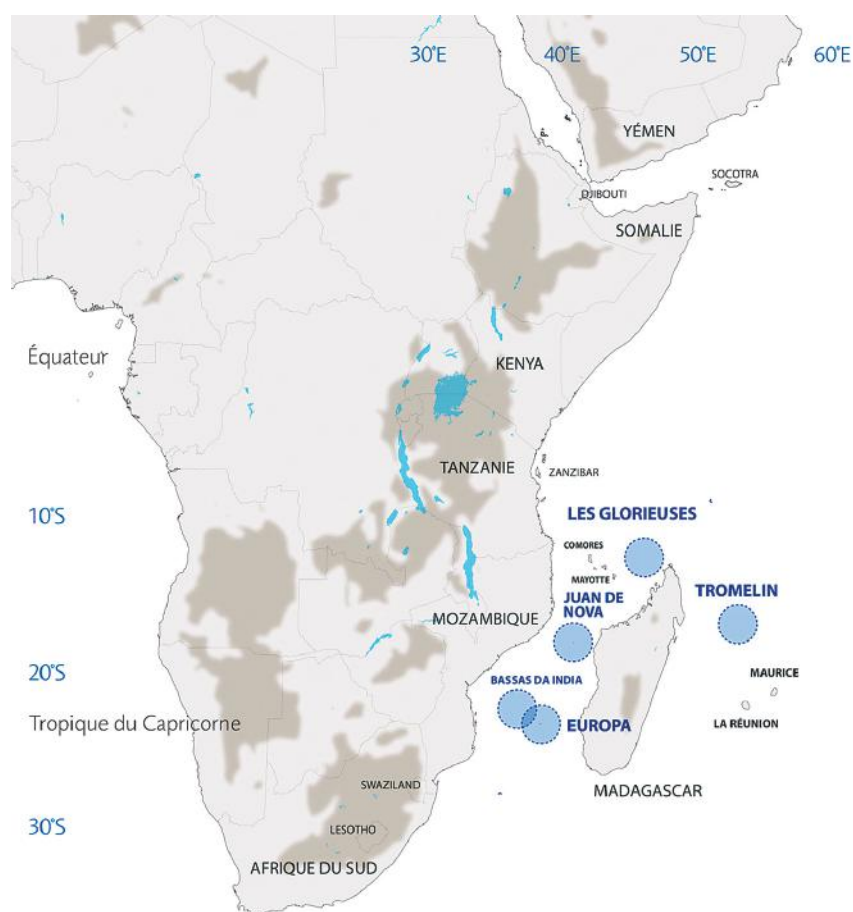 30°E 40°E 50°E 60°E
YÉMEN
SOCOTRA
DJIBOUTI
SOMALIE
Équateur
KENYA
TANZANIE
ZANZIBAR
10°S
LES GLORIEUSES
COMORES
MAYOTTE
TROMELIN
JUAN DE
NOVA
MOZAMBIQUE
20°S
MAURICE
BASSAS DA INDIA
Tropique du Capricorne
EUROPA
LA RÉUNION
SWAZILAND
MADAGASCAR
30°S
LESOTHO
AFRIQUE DU SUD